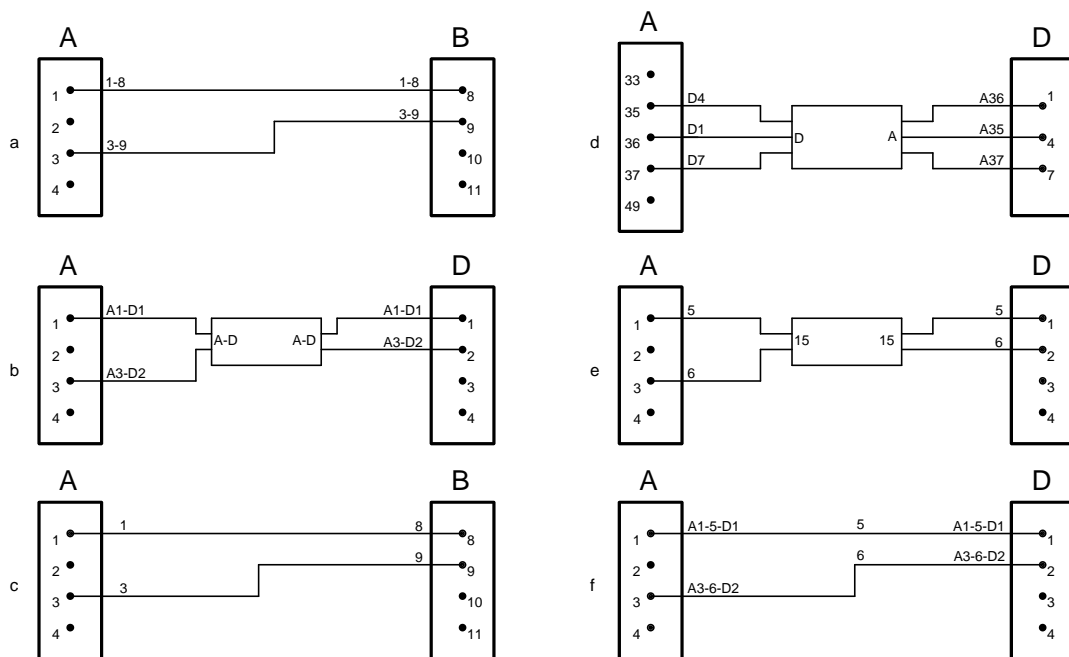 A B
1 1-8 1-8 8
2 3-9 9
a
3 3-9 10
4 11
A D
33
35 D4 A36 1
36 D1 D A A35 4
d
37 D7 A37 7
49
A D
1 A1-D1 A-D A-D A1-D1 1
2 A3-D2 2
b
3 A3-D2 3
4 4
A D
1 5 15 15 5 1
2 6 2
e
3 6 3
4 4
A B
1 1 8 8
2 9 9
c
3 3 10
4 11
A D
1 A1-5-D1 5 A1-5-D1 1
2 6 A3-6-D2 2
f
3 A3-6-D2 3
4 4